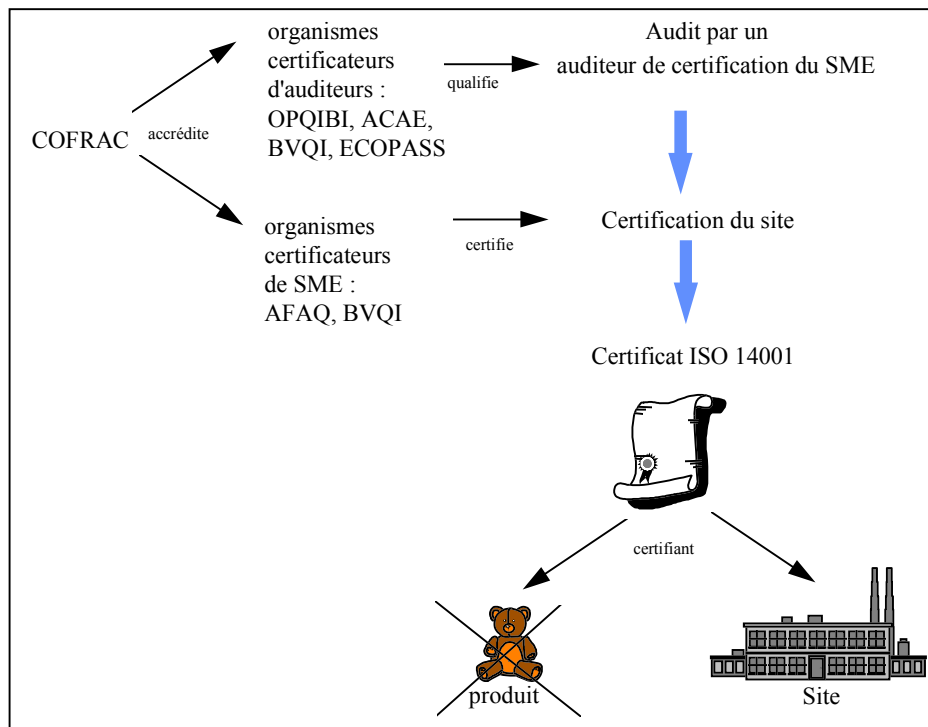 organismes
certificateurs
d'auditeurs :
OPQIBI, ACAE,
BVQI, ECOPASS
qualifie
Audit par un
auditeur de certification du SME
COFRAC
accrédite
organismes
certificateurs
de SME :
AFAQ, BVQI
certifie
Certification du site
Certificat ISO 14001
certifiant
produit
Site